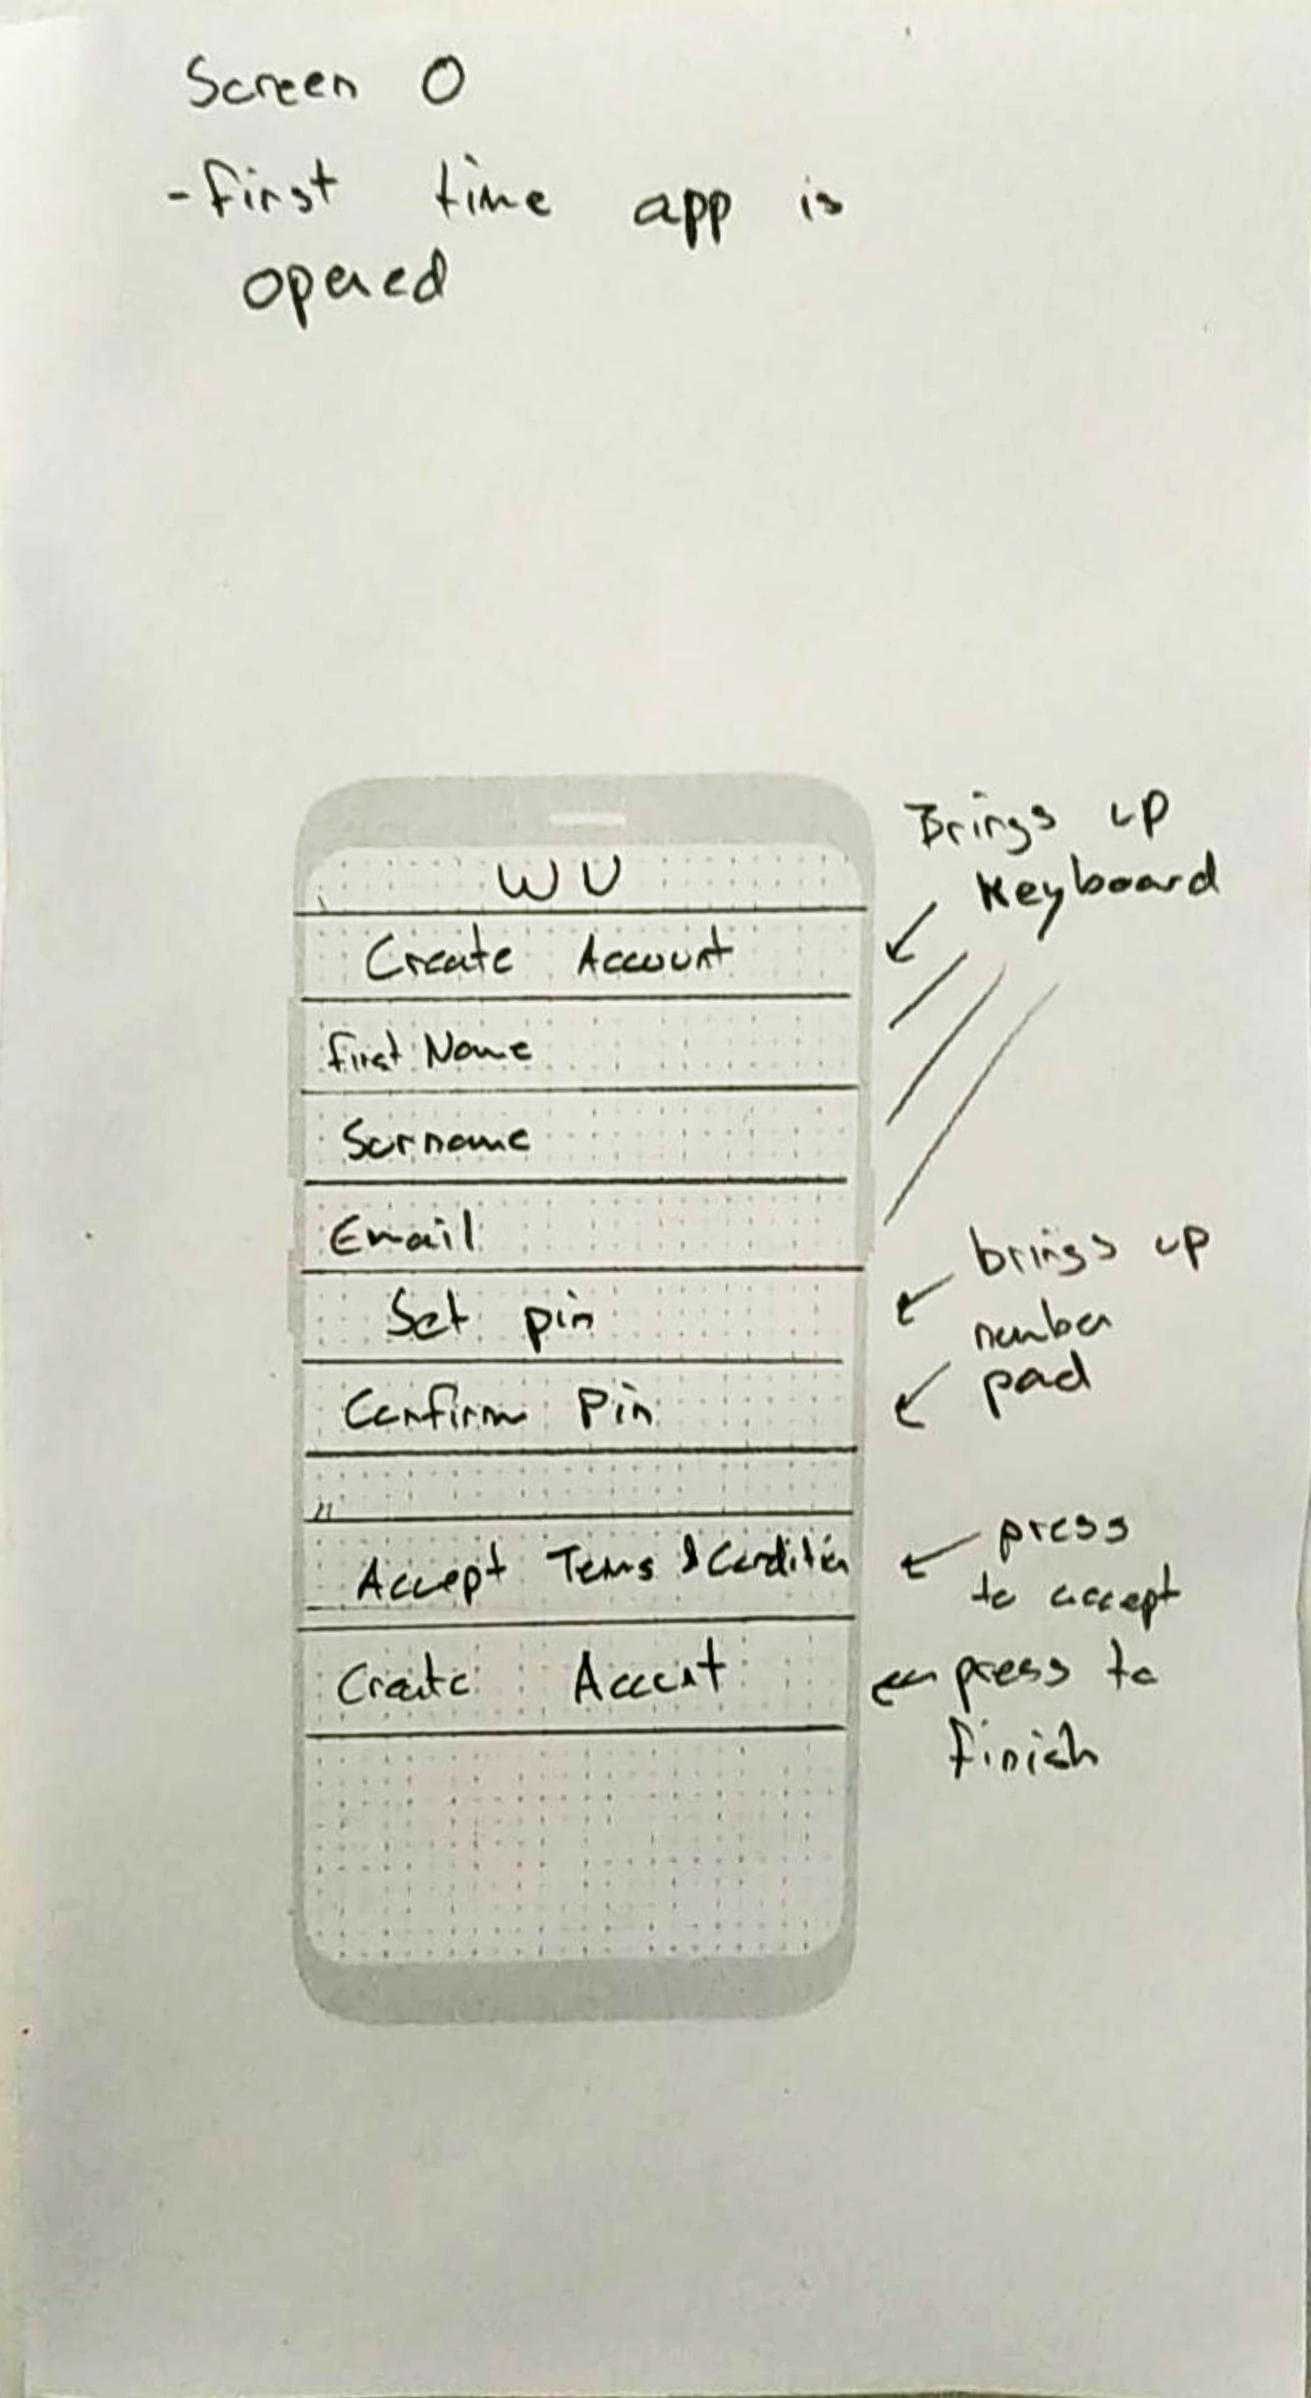 Screen 0
- first time app is
opened
Brings up
Keyboard
WU
Create Account
First Name
Surname
Email
Set pin
Confirm Pin
"
Accept Terms & Condition
Create Account
brings up
number
pad
press
to accept
press to
finish